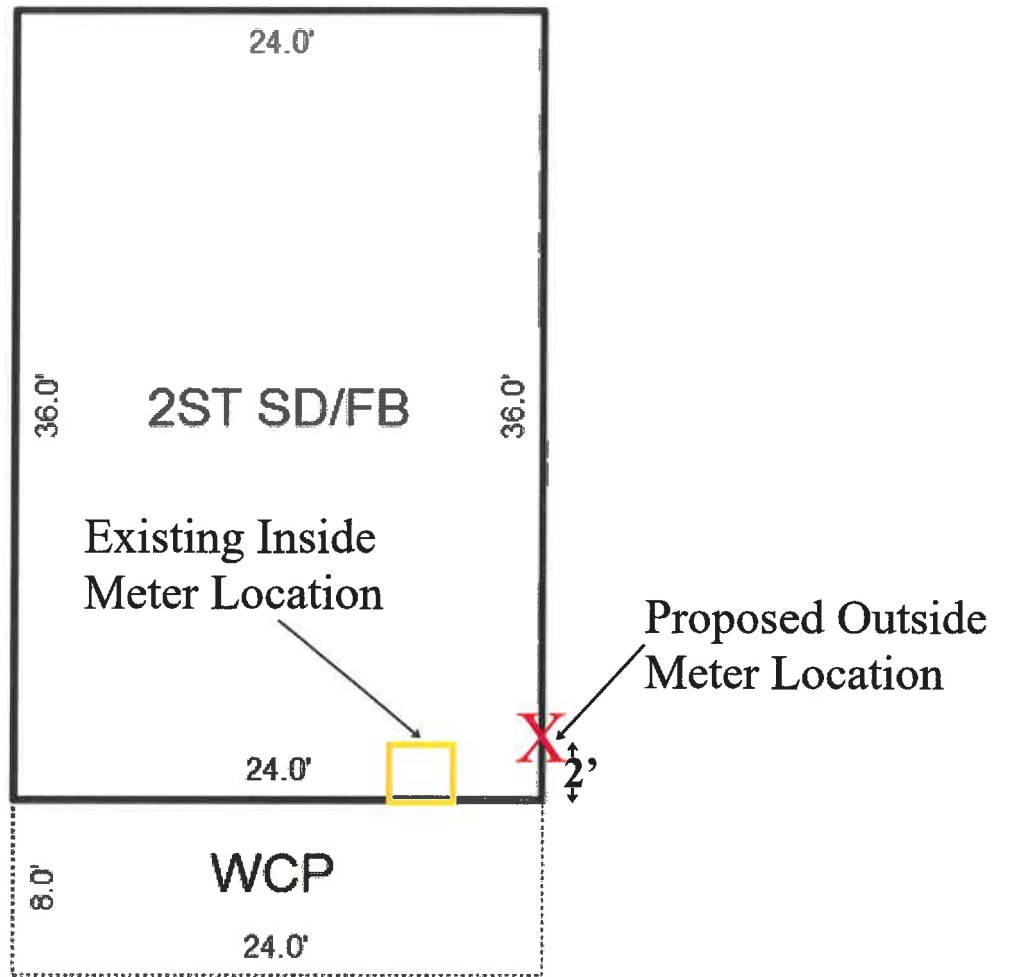 24.0'
36.0'
2ST SD/FB
36.0'
Existing Inside
Meter Location
Proposed Outside
Meter Location
X
2'
24.0'
8.0'
WCP
24.0'